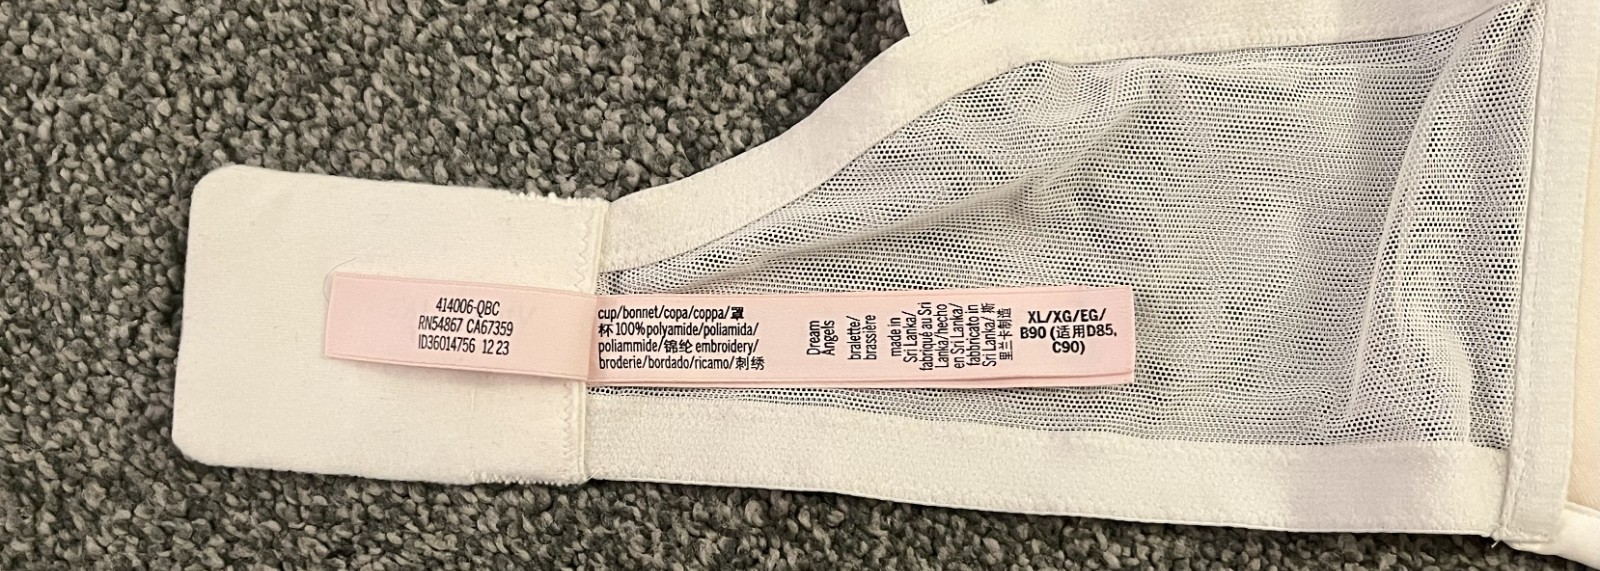 414006-QBC
RN54867 CA67359
ID36014756 12 23
cup/bonnet/copa/coppa/罩
杯 100%polyamide/poliamida/
poliammide/锦纶 embroidery/
broderie/bordado/ricamo/刺绣
Dream
Angels
bralette/
brassière
made in
Sri Lanka/
fabriqué au Sri
Lanka/hecho
en Sri Lanka/
fabbricato in
Sri Lanka/ 斯
里兰卡制造
XL/XG/EG/
B90 (适用D85,
C90)